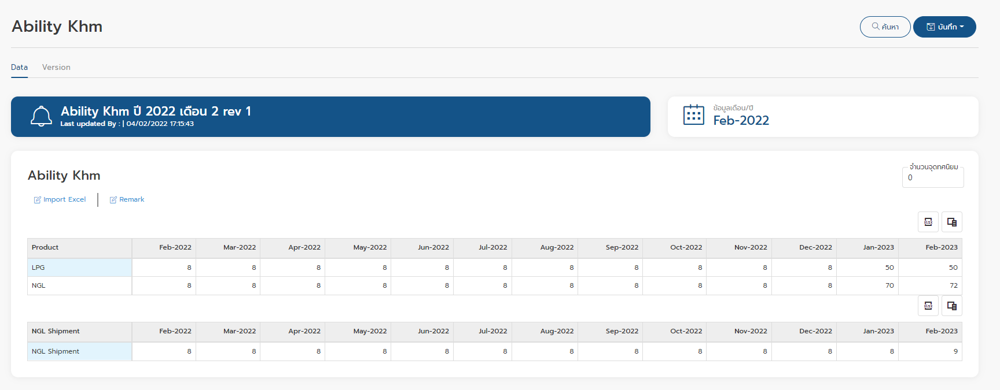 Ability Khm
ค้นหา
บันทึก
Data Version
Ability Khm ปี 2022 เดือน 2 rev 1
Last updated By : | 04/02/2022 17:15:43
ข้อมูลเดือน/ปี
Feb-2022
Ability Khm
จำนวนจุดทศนิยม
0
Import Excel Remark
xlsx
Product Feb-2022 Mar-2022 Apr-2022 May-2022 Jun-2022 Jul-2022 Aug-2022 Sep-2022 Oct-2022 Nov-2022 Dec-2022 Jan-2023 Feb-2023
LPG 8 8 8 8 8 8 8 8 8 8 8 50 50
NGL 8 8 8 8 8 8 8 8 8 8 8 70 72
xlsx
NGL Shipment Feb-2022 Mar-2022 Apr-2022 May-2022 Jun-2022 Jul-2022 Aug-2022 Sep-2022 Oct-2022 Nov-2022 Dec-2022 Jan-2023 Feb-2023
NGL Shipment 8 8 8 8 8 8 8 8 8 8 8 8 9